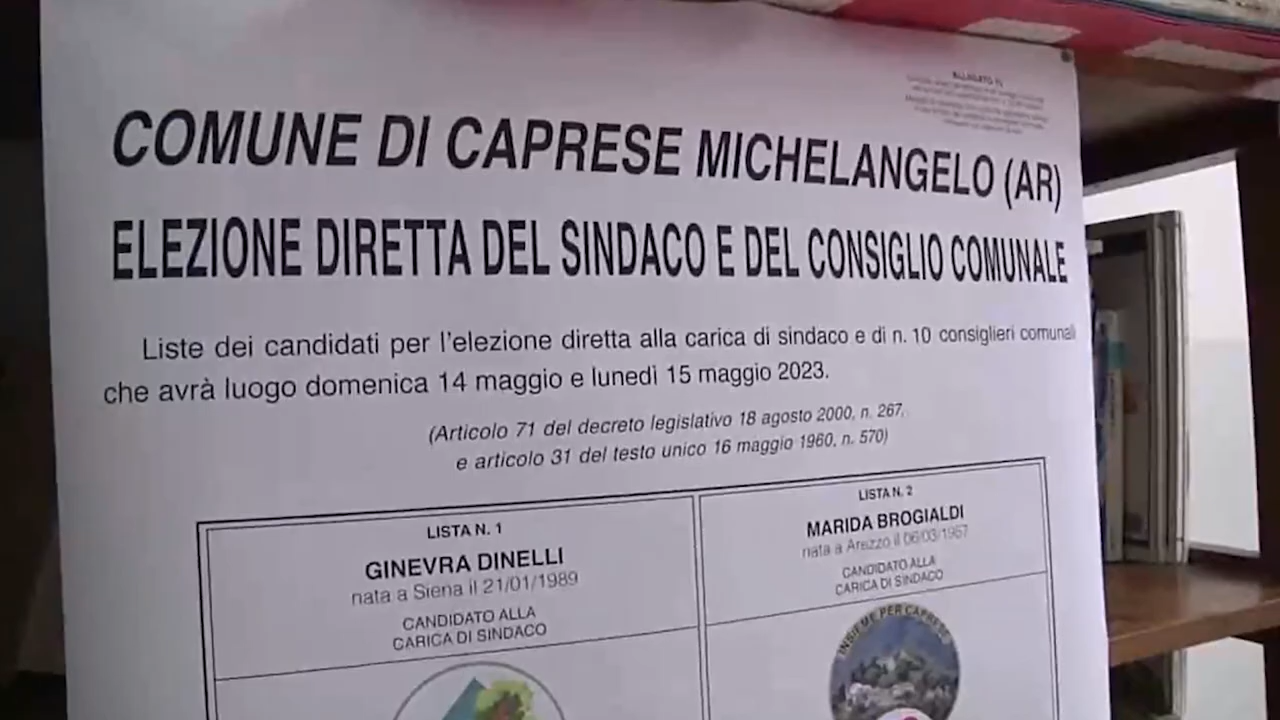 ALLEGATO
COMUNE DI CAPRESE MICHELANGELO (AR)
ELEZIONE DIRETTA DEL SINDACO E DEL CONSIGLIO COMUNALE
Liste dei candidati per l'elezione diretta alla carica di sindaco e di n. 10 consiglieri comunali
che avrà luogo domenica 14 maggio e lunedì 15 maggio 2023.
(Articolo 71 del decreto legislativo 18 agosto 2000, n. 267,
e articolo 31 del testo unico 16 maggio 1960, n. 570)
LISTA N. 1
GINEVRA DINELLI
nata a Siena il 21/01/1989
CANDIDATO ALLA
CARICA DI SINDACO
LISTA N. 2
MARIDA BROGIALDI
nata a Arezzo il 06/03/1957
CANDIDATO ALLA
CARICA DI SINDACO
INSIEME PER CAPRESE